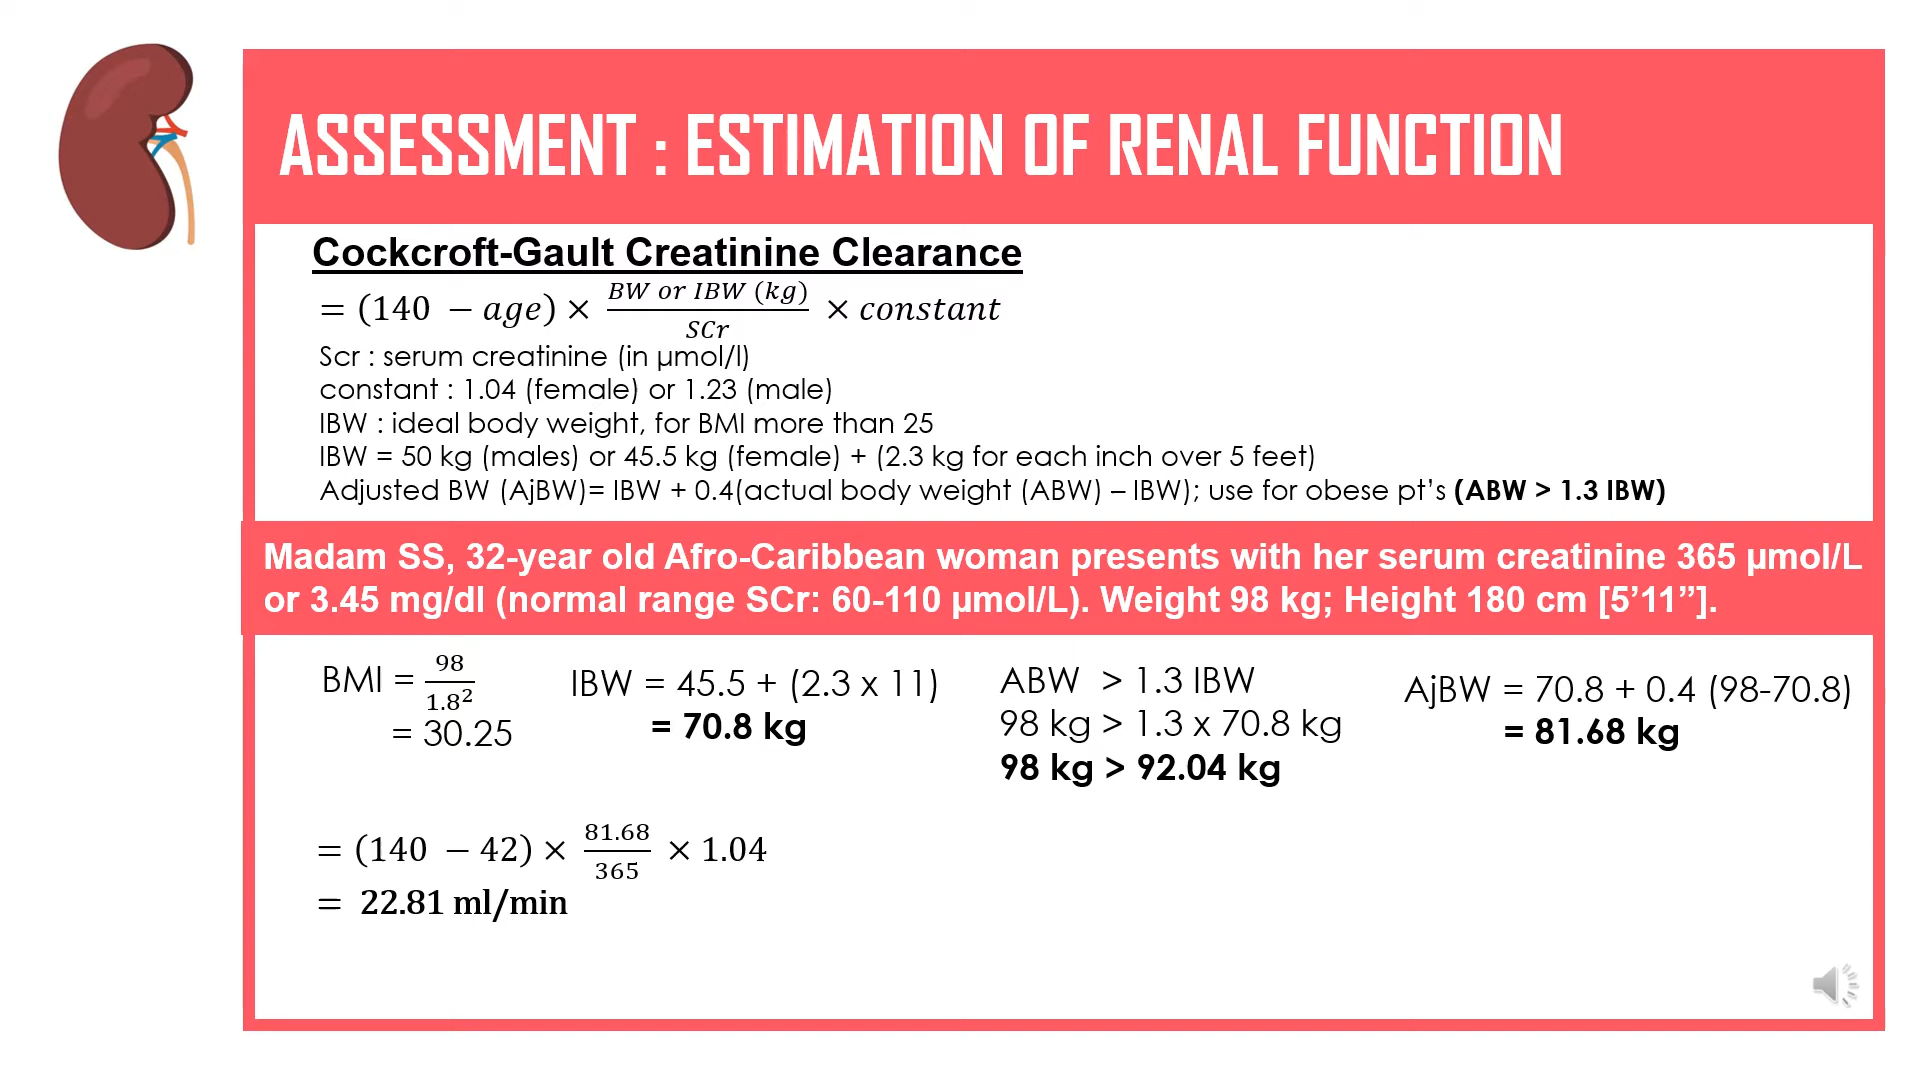 ASSESSMENT : ESTIMATION OF RENAL FUNCTION
Cockcroft-Gault Creatinine Clearance
= (140 − age) × BW or IBW (kg) / SCr × constant
Scr : serum creatinine (in µmol/l)
constant : 1.04 (female) or 1.23 (male)
IBW : ideal body weight, for BMI more than 25
IBW = 50 kg (males) or 45.5 kg (female) + (2.3 kg for each inch over 5 feet)
Adjusted BW (AjBW)= IBW + 0.4(actual body weight (ABW) – IBW); use for obese pt’s (ABW > 1.3 IBW)
Madam SS, 32-year old Afro-Caribbean woman presents with her serum creatinine 365 µmol/L
or 3.45 mg/dl (normal range SCr: 60-110 µmol/L). Weight 98 kg; Height 180 cm [5’11”].
BMI = 98 / 1.8²
= 30.25
IBW = 45.5 + (2.3 x 11)
= 70.8 kg
ABW > 1.3 IBW
98 kg > 1.3 x 70.8 kg
98 kg > 92.04 kg
AjBW = 70.8 + 0.4 (98-70.8)
= 81.68 kg
= (140 − 42) × 81.68 / 365 × 1.04
= 22.81 ml/min